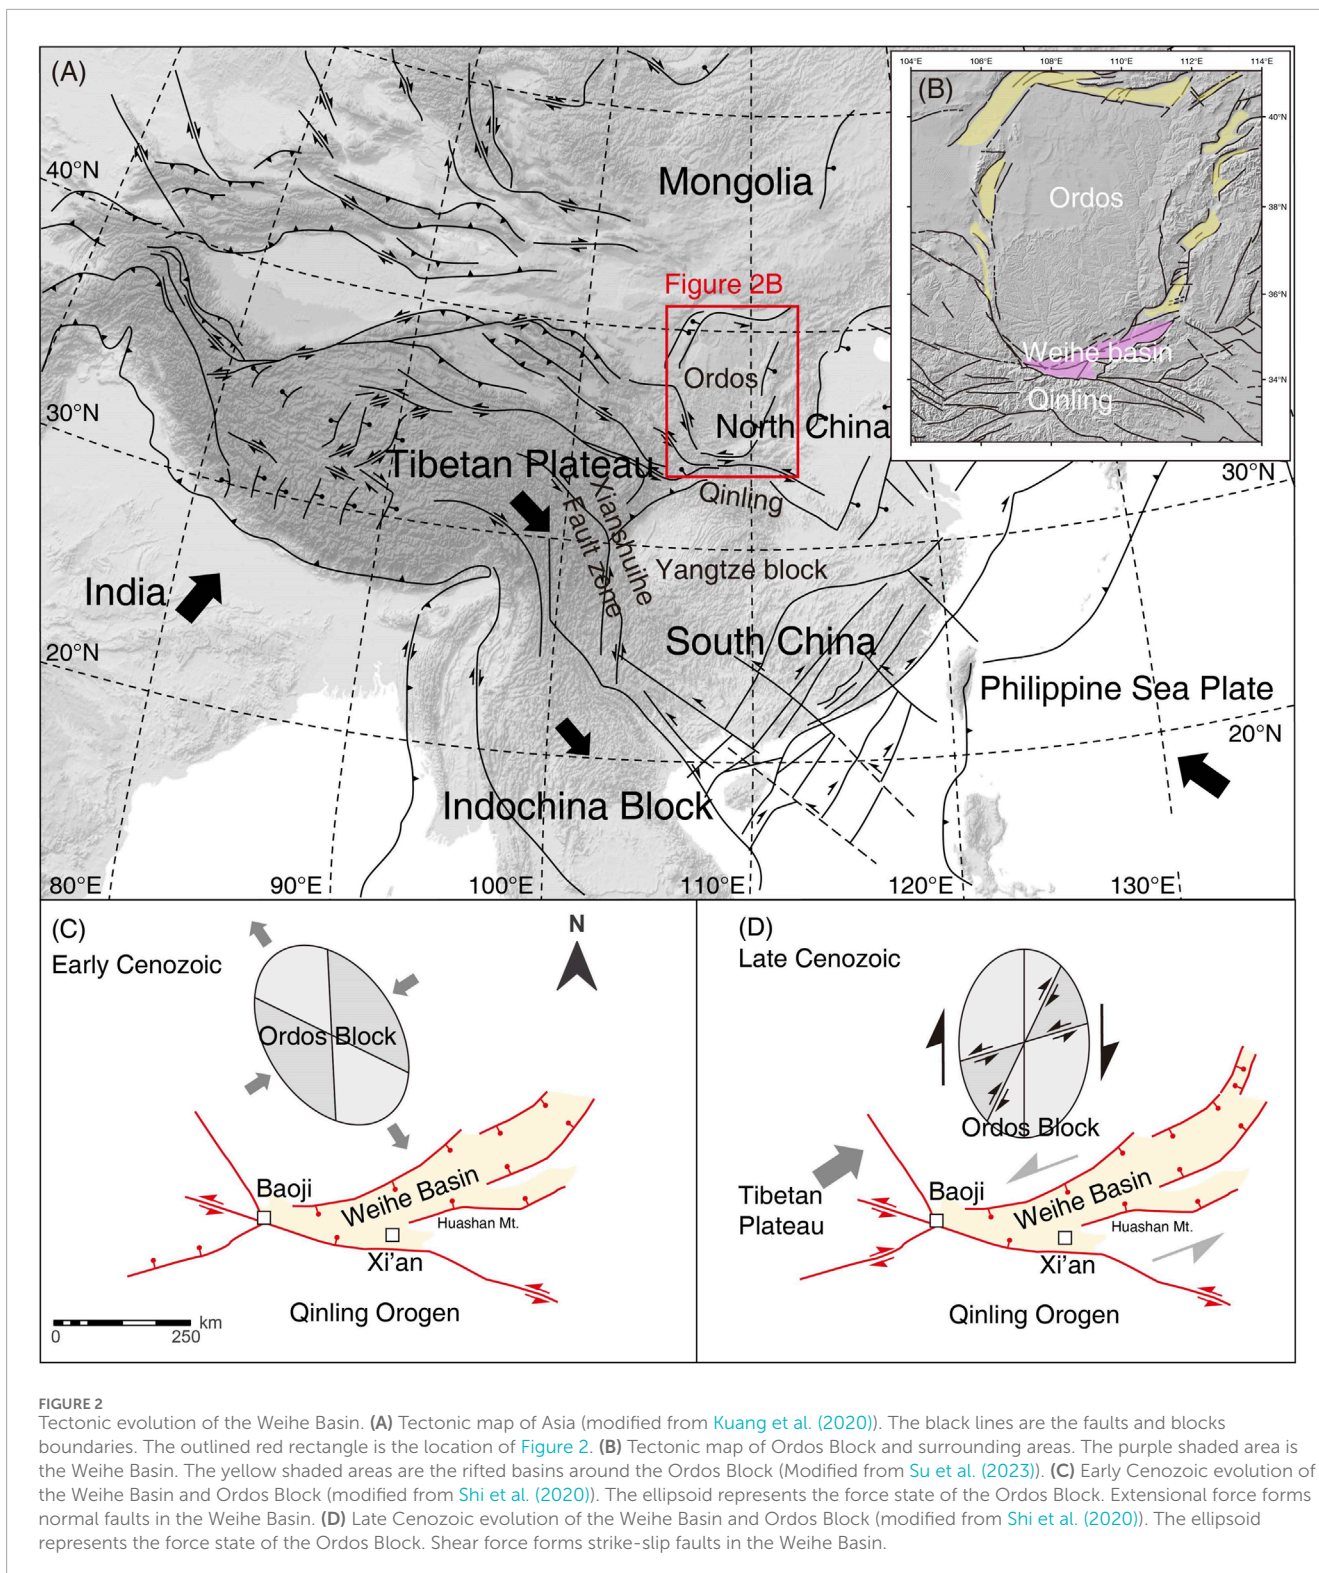 (A)
40°N
30°N
20°N
Mongolia
Figure 2B
Ordos
North China
Tibetan Plateau
Qinling
Xianshuihe
Fault zone
Yangtze block
India
South China
Philippine Sea Plate
Indochina Block
30°N
20°N
80°E
90°E
100°E
110°E
120°E
130°E
104°E
106°E
108°E
110°E
112°E
114°E
(B)
40°N
38°N
36°N
34°N
Ordos
Weihe basin
Qinling
(C)
Early Cenozoic
N
Ordos Block
Baoji
Weihe Basin
Huashan Mt.
Xi'an
Qinling Orogen
km
0
250
(D)
Late Cenozoic
Ordos Block
Tibetan
Plateau
Baoji
Weihe Basin
Huashan Mt.
Xi'an
Qinling Orogen
FIGURE 2
Tectonic evolution of the Weihe Basin. (A) Tectonic map of Asia (modified from Kuang et al. (2020)). The black lines are the faults and blocks
boundaries. The outlined red rectangle is the location of Figure 2. (B) Tectonic map of Ordos Block and surrounding areas. The purple shaded area is
the Weihe Basin. The yellow shaded areas are the rifted basins around the Ordos Block (Modified from Su et al. (2023)). (C) Early Cenozoic evolution of
the Weihe Basin and Ordos Block (modified from Shi et al. (2020)). The ellipsoid represents the force state of the Ordos Block. Extensional force forms
normal faults in the Weihe Basin. (D) Late Cenozoic evolution of the Weihe Basin and Ordos Block (modified from Shi et al. (2020)). The ellipsoid
represents the force state of the Ordos Block. Shear force forms strike-slip faults in the Weihe Basin.